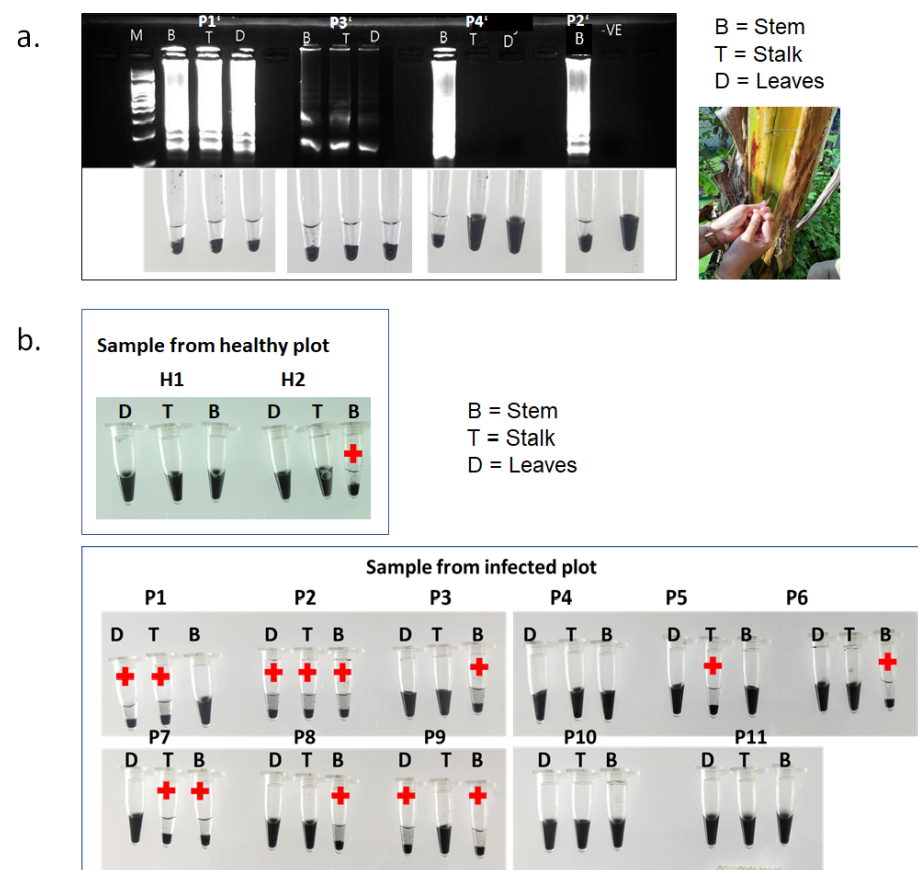 a.
P1' P3' P4' P2'
M B T D B T D B T D B -VE
B = Stem
T = Stalk
D = Leaves
b.
Sample from healthy plot
H1 H2
D T B D T B
B = Stem
T = Stalk
D = Leaves
Sample from infected plot
P1 P2 P3 P4 P5 P6
D T B D T B D T B D T B D T B D T B
P7 P8 P9 P10 P11
D T B D T B D T B D T B D T B